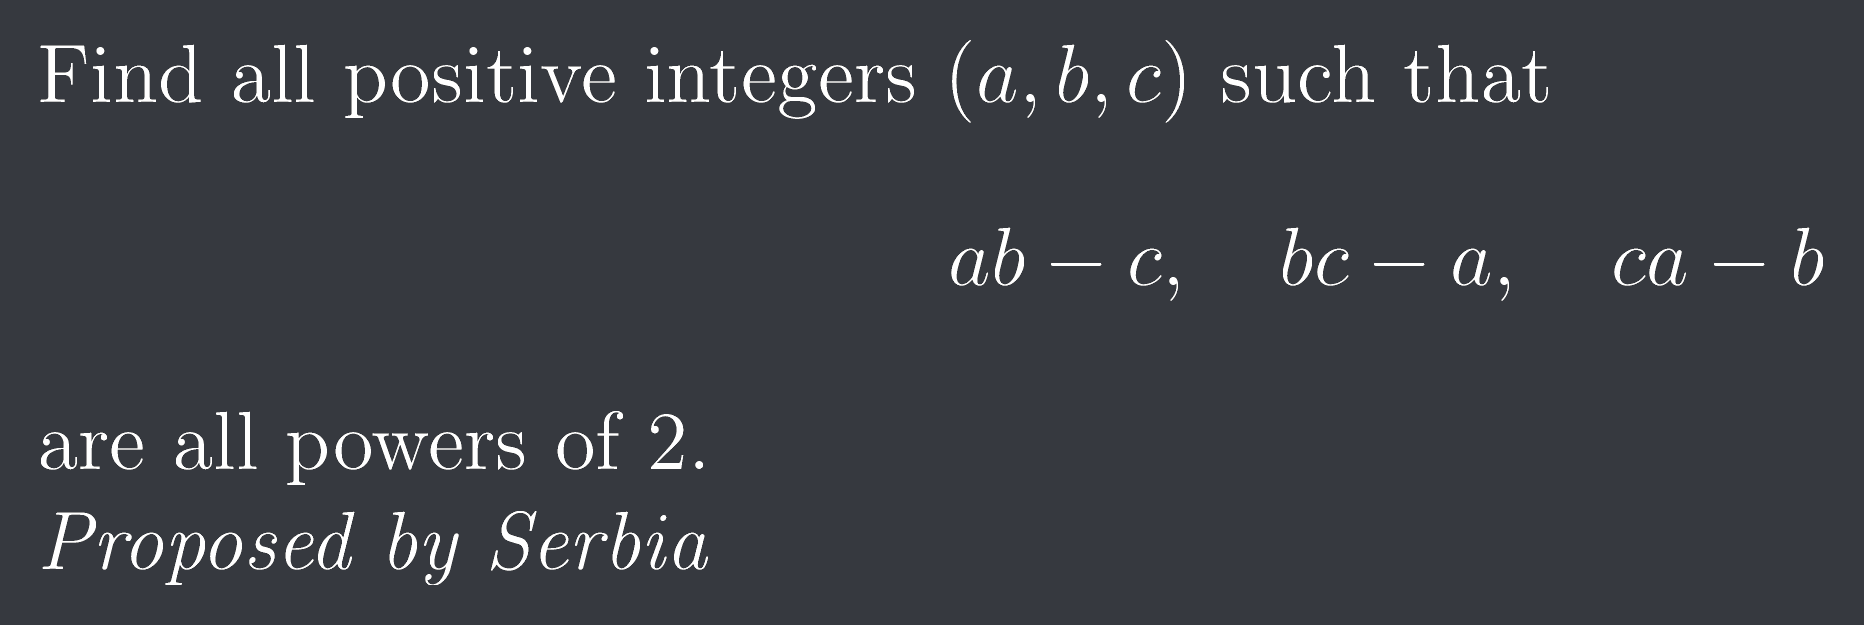 Find all positive integers (a, b, c) such that
ab − c, bc − a, ca − b
are all powers of 2.
Proposed by Serbia